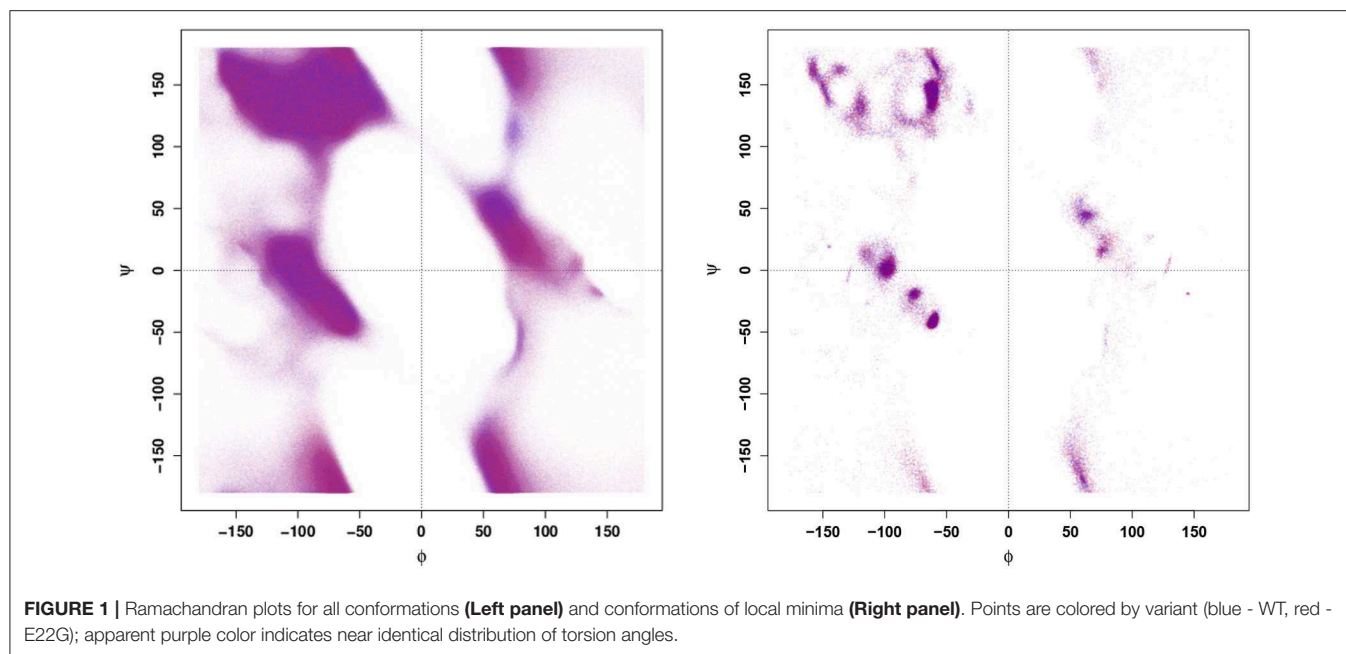 150
100
50
0
−50
−100
−150
ψ
−150 −100 −50 0 50 100 150
ϕ
150
100
50
0
−50
−100
−150
ψ
−150 −100 −50 0 50 100 150
ϕ
FIGURE 1 | Ramachandran plots for all conformations (Left panel) and conformations of local minima (Right panel). Points are colored by variant (blue - WT, red -
E22G); apparent purple color indicates near identical distribution of torsion angles.